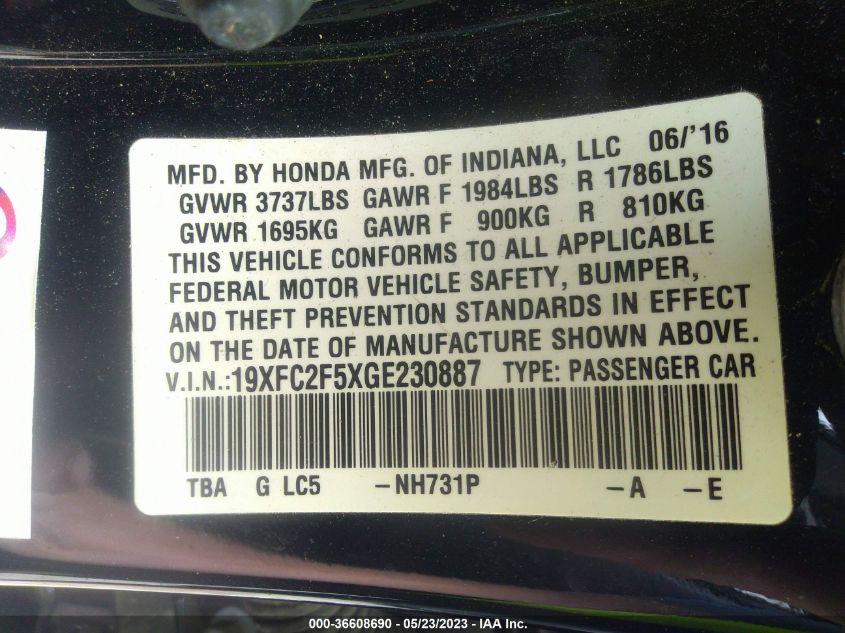 MFD. BY HONDA MFG. OF INDIANA, LLC 06/'16
GVWR 3737LBS GAWR F 1984LBS R 1786LBS
GVWR 1695KG GAWR F 900KG R 810KG
THIS VEHICLE CONFORMS TO ALL APPLICABLE
FEDERAL MOTOR VEHICLE SAFETY, BUMPER,
AND THEFT PREVENTION STANDARDS IN EFFECT
ON THE DATE OF MANUFACTURE SHOWN ABOVE.
V.I.N.:19XFC2F5XGE230887 TYPE: PASSENGER CAR
TBA G LC5 –NH731P –A –E
000-36608690 - 05/23/2023 - IAA Inc.